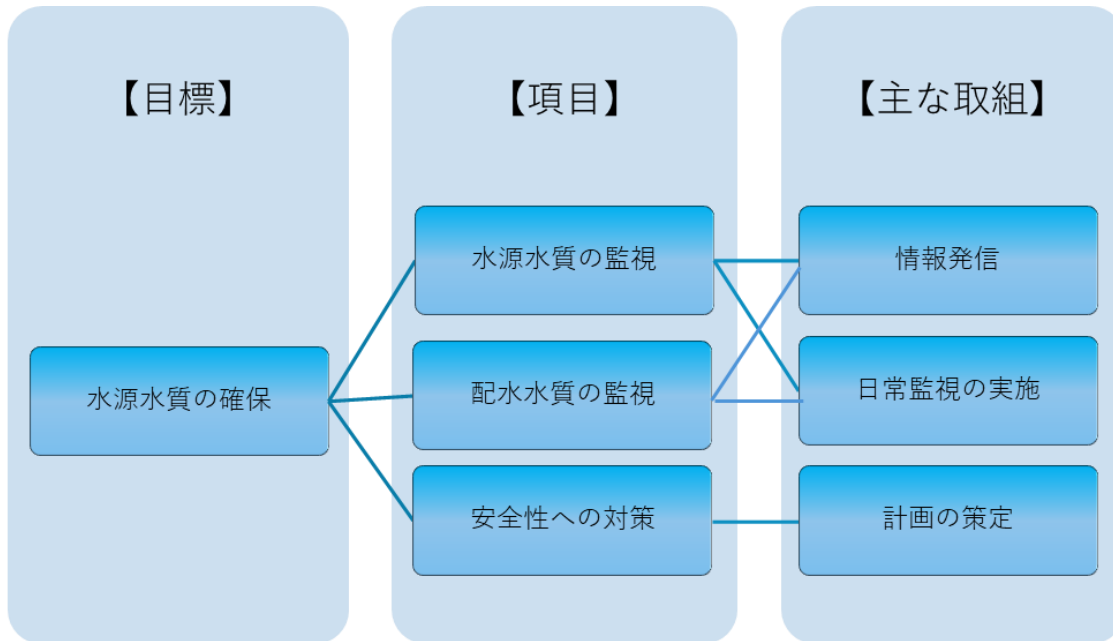 【目標】
【項目】
【主な取組】
水源水質の確保
水源水質の監視
配水水質の監視
安全性への対策
情報発信
日常監視の実施
計画の策定